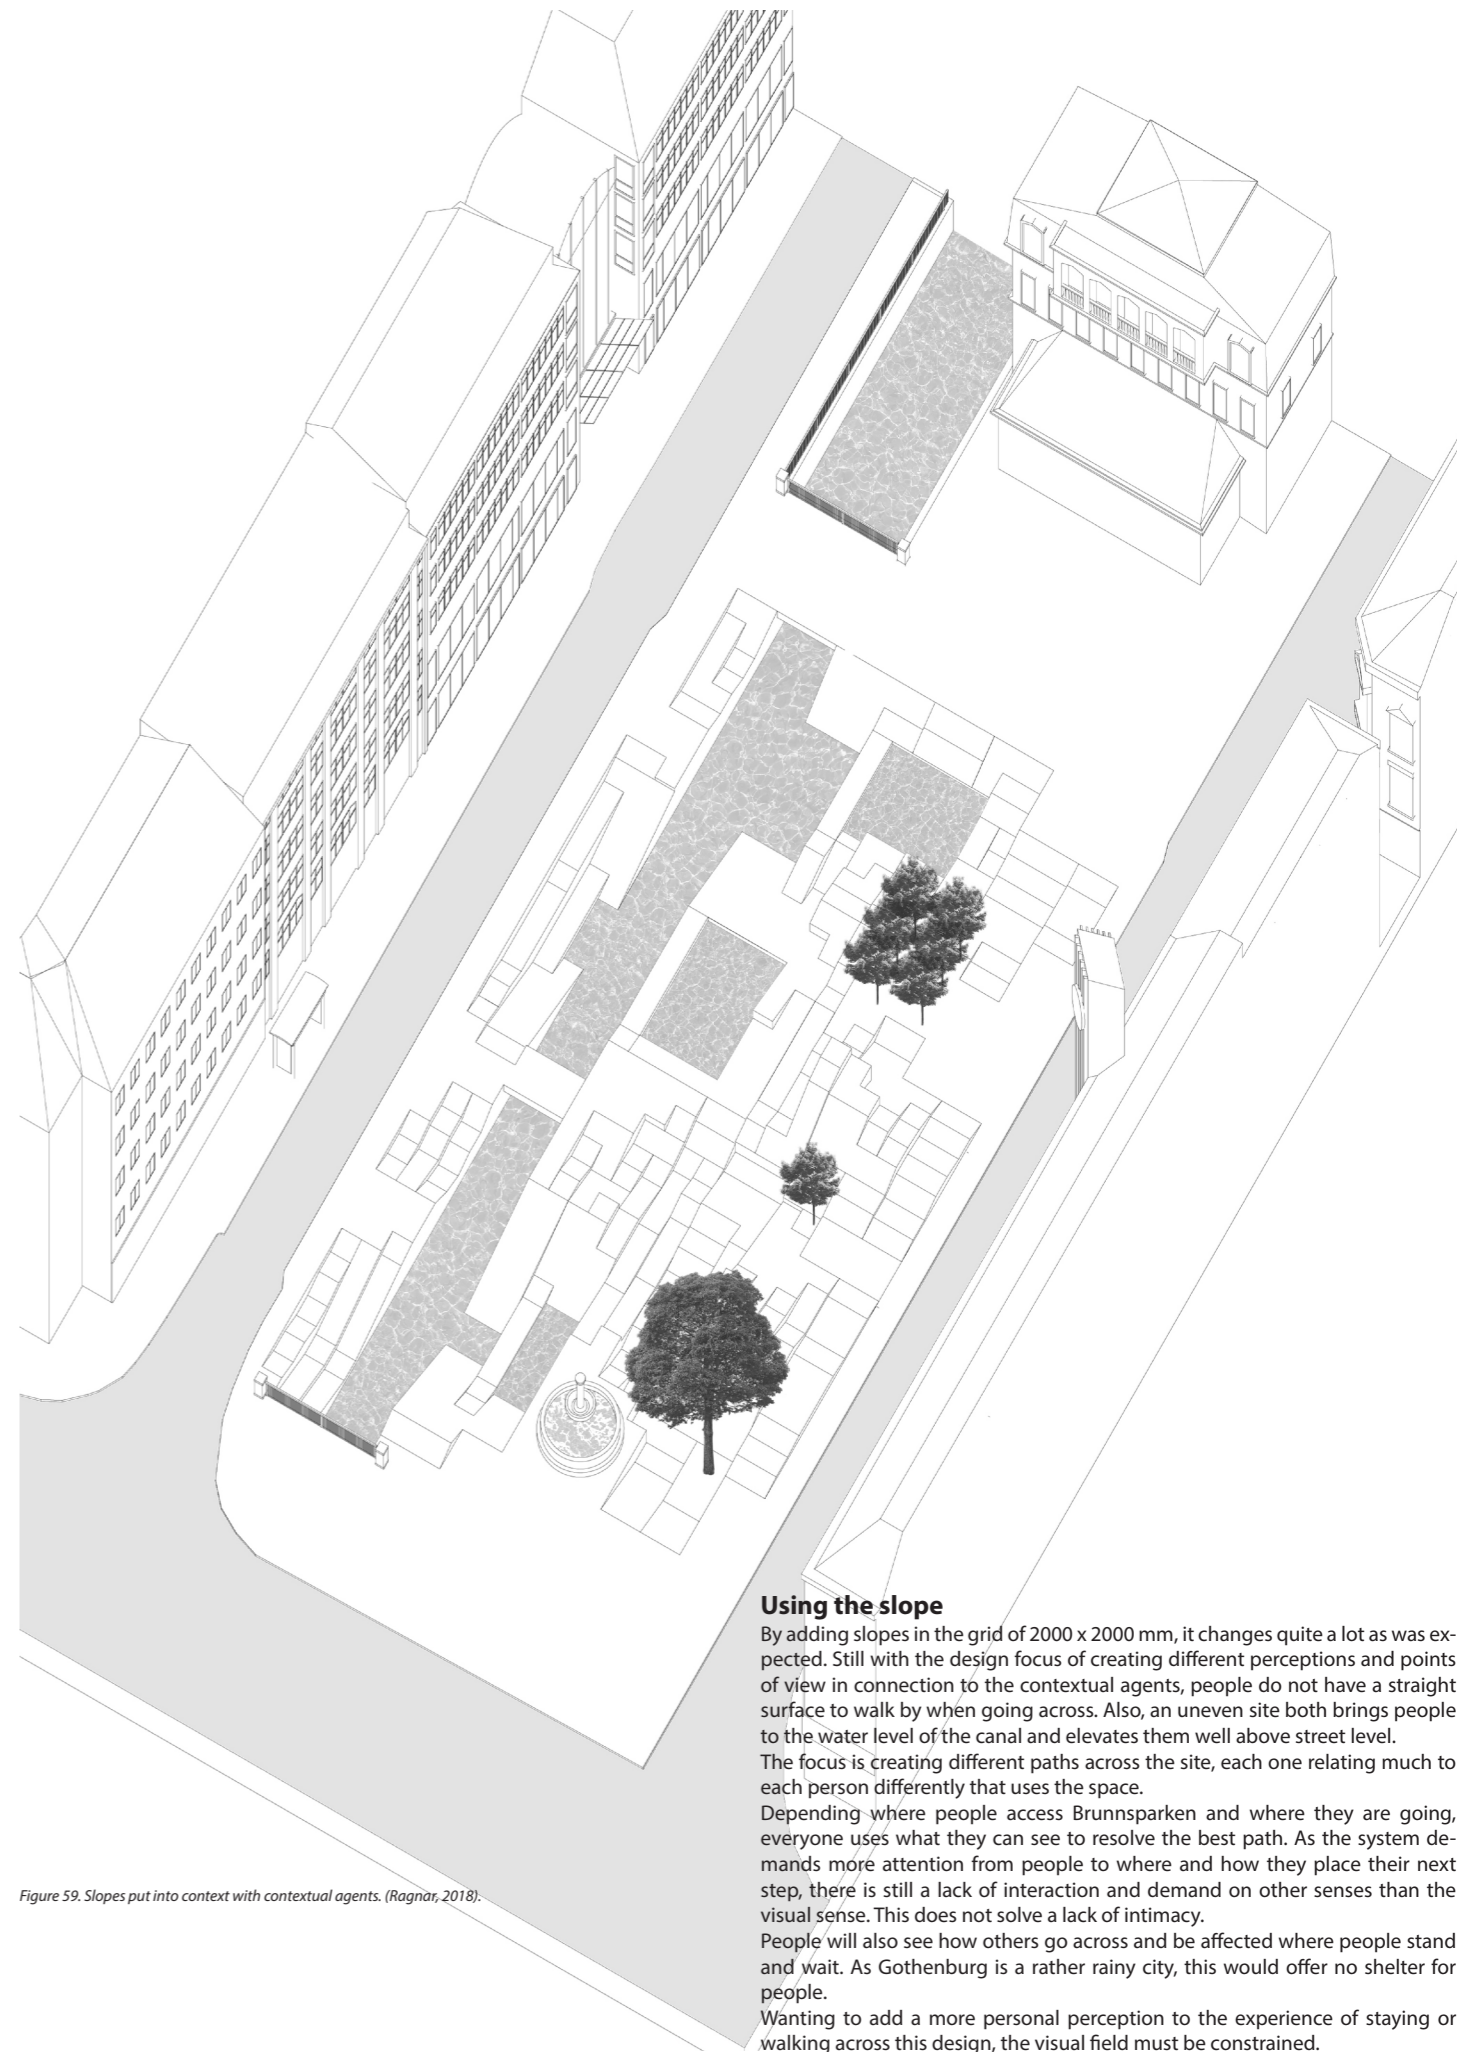 Using the slope
By adding slopes in the grid of 2000 x 2000 mm, it changes quite a lot as was ex-
pected. Still with the design focus of creating different perceptions and points
of view in connection to the contextual agents, people do not have a straight
surface to walk by when going across. Also, an uneven site both brings people
to the water level of the canal and elevates them well above street level.
The focus is creating different paths across the site, each one relating much to
each person differently that uses the space.
Depending where people access Brunnsparken and where they are going,
everyone uses what they can see to resolve the best path. As the system de-
mands more attention from people to where and how they place their next
step, there is still a lack of interaction and demand on other senses than the
visual sense. This does not solve a lack of intimacy.
People will also see how others go across and be affected where people stand
and wait. As Gothenburg is a rather rainy city, this would offer no shelter for
people.
Wanting to add a more personal perception to the experience of staying or
walking across this design, the visual field must be constrained.
Figure 59. Slopes put into context with contextual agents. (Ragnar, 2018).